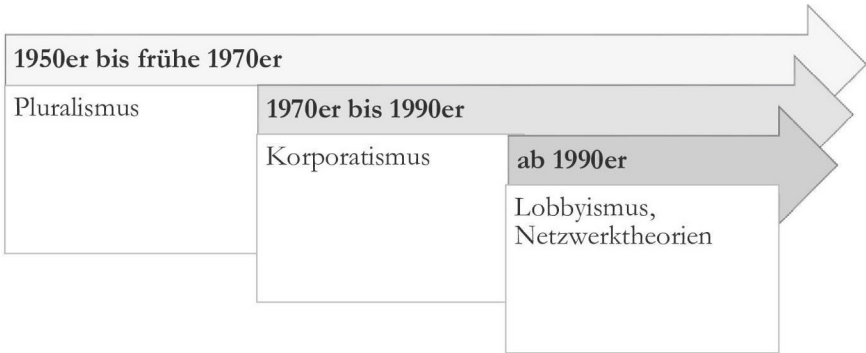 1950er bis frühe 1970er
Pluralismus
1970er bis 1990er
Korporatismus
ab 1990er
Lobbyismus,
Netzwerktheorien